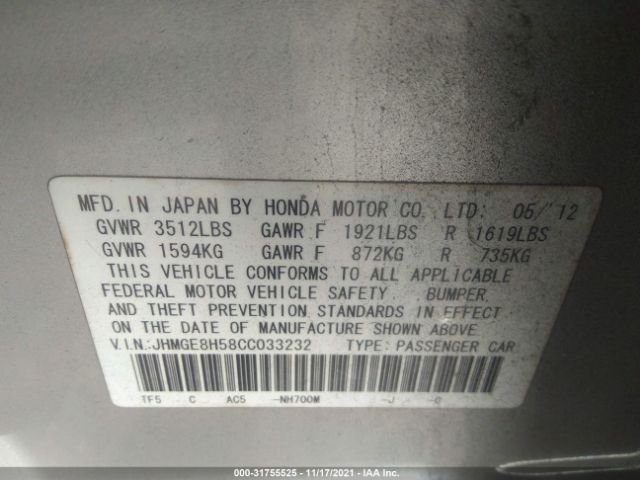 MFD. IN JAPAN BY HONDA MOTOR CO. LTD: 05/'12
GVWR 3512LBS GAWR F 1921LBS R 1619LBS
GVWR 1594KG GAWR F 872KG R 735KG
THIS VEHICLE CONFORMS TO ALL APPLICABLE
FEDERAL MOTOR VEHICLE SAFETY, BUMPER,
AND THEFT PREVENTION STANDARDS IN EFFECT
ON THE DATE OF MANUFACTURE SHOWN ABOVE
V.I.N.:JHMGE8H58CC033232 TYPE: PASSENGER CAR
TF5 C AC5 -NH700M -J -0
000-31755525 - 11/17/2021 - IAA Inc.